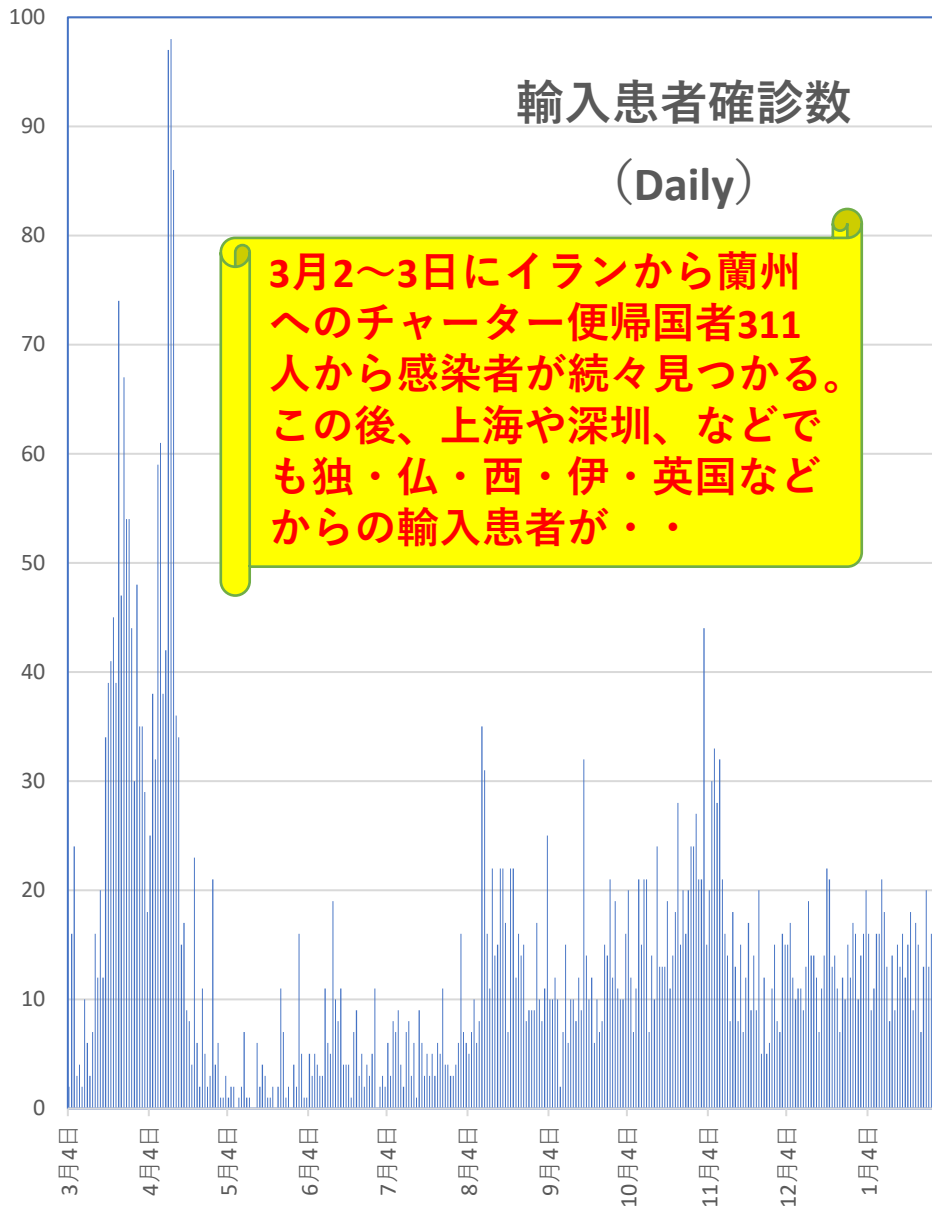 輸入患者確診数
（Daily）
3月2～3日にイランから蘭州
へのチャーター便帰国者311
人から感染者が続々見つかる。
この後、上海や深圳、などで
も独・仏・西・伊・英国など
からの輸入患者が・・
100
90
80
70
60
50
40
30
20
10
0
3月4日
4月4日
5月4日
6月4日
7月4日
8月4日
9月4日
10月4日
11月4日
12月4日
1月4日